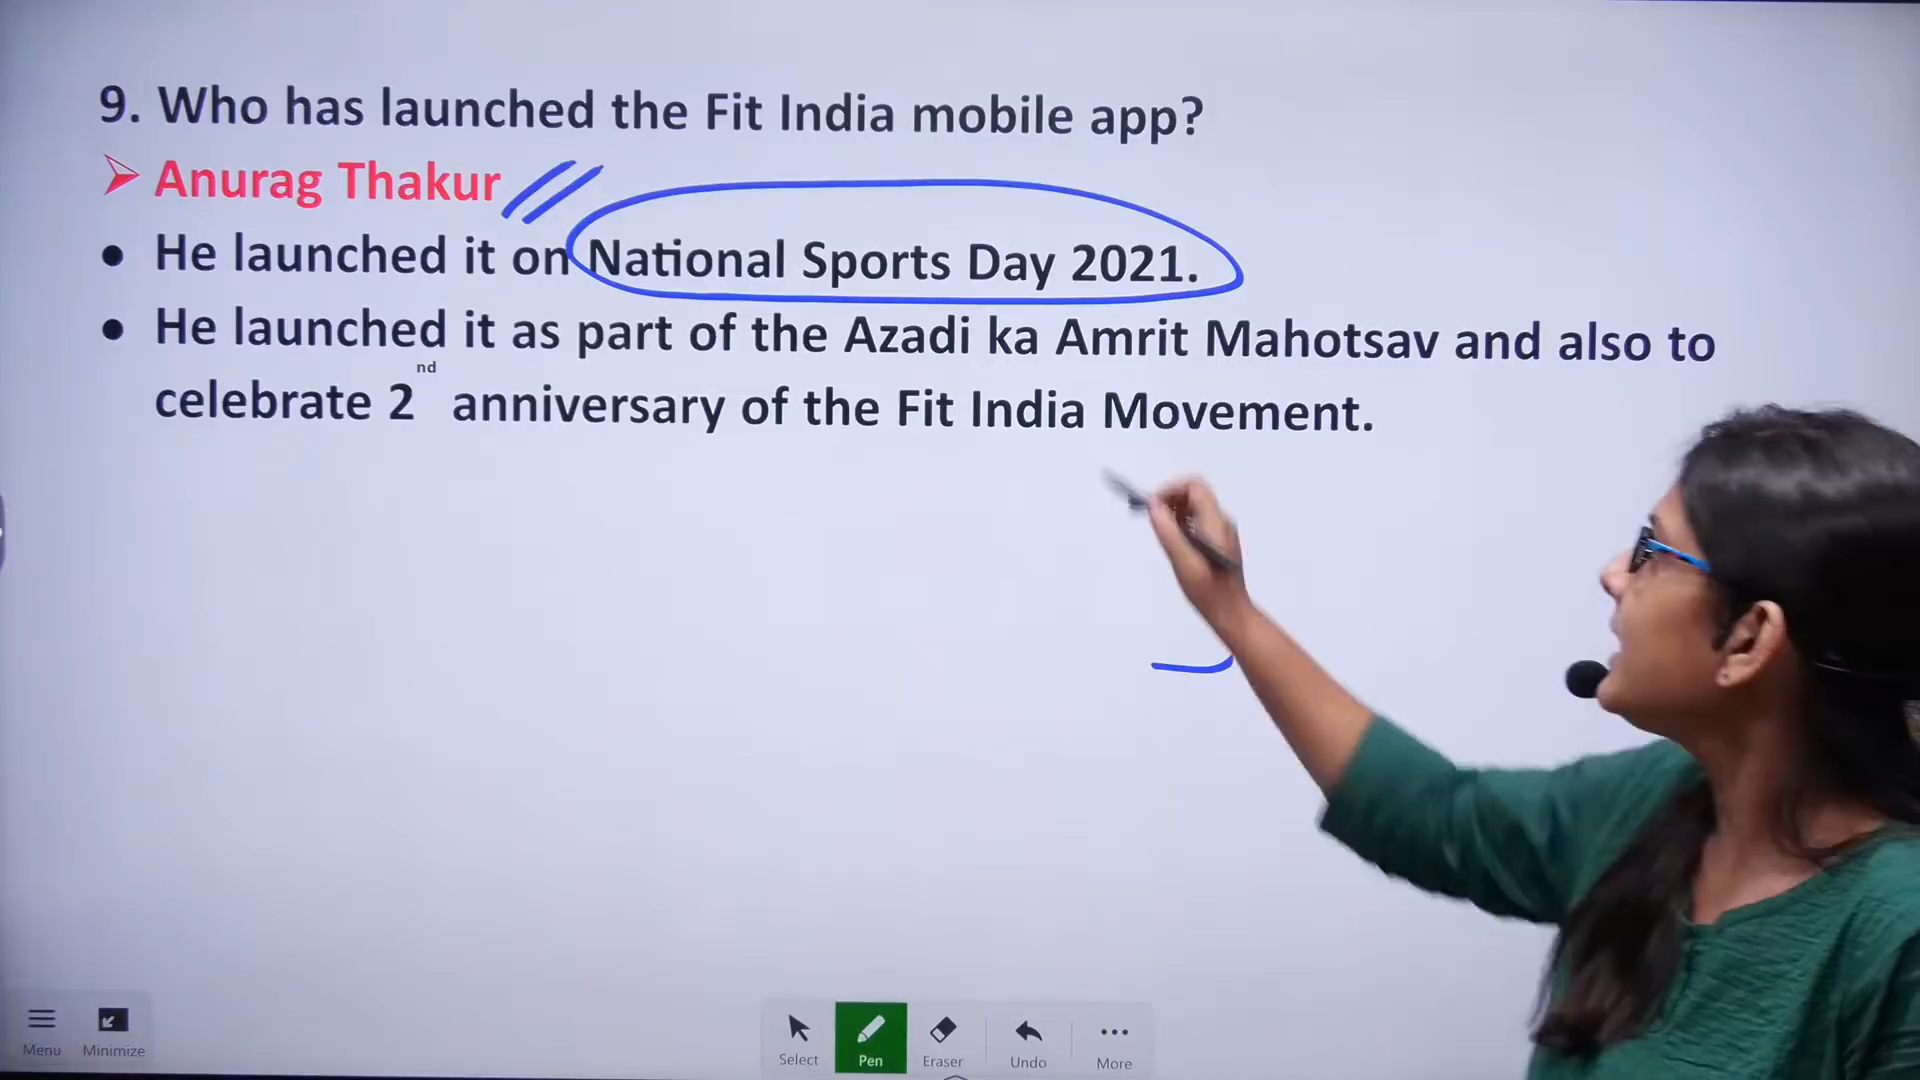 9. Who has launched the Fit India mobile app?
Anurag Thakur
He launched it on National Sports Day 2021.
He launched it as part of the Azadi ka Amrit Mahotsav and also to
celebrate 2nd anniversary of the Fit India Movement.
Menu
Minimize
Select
Pen
Eraser
Undo
More